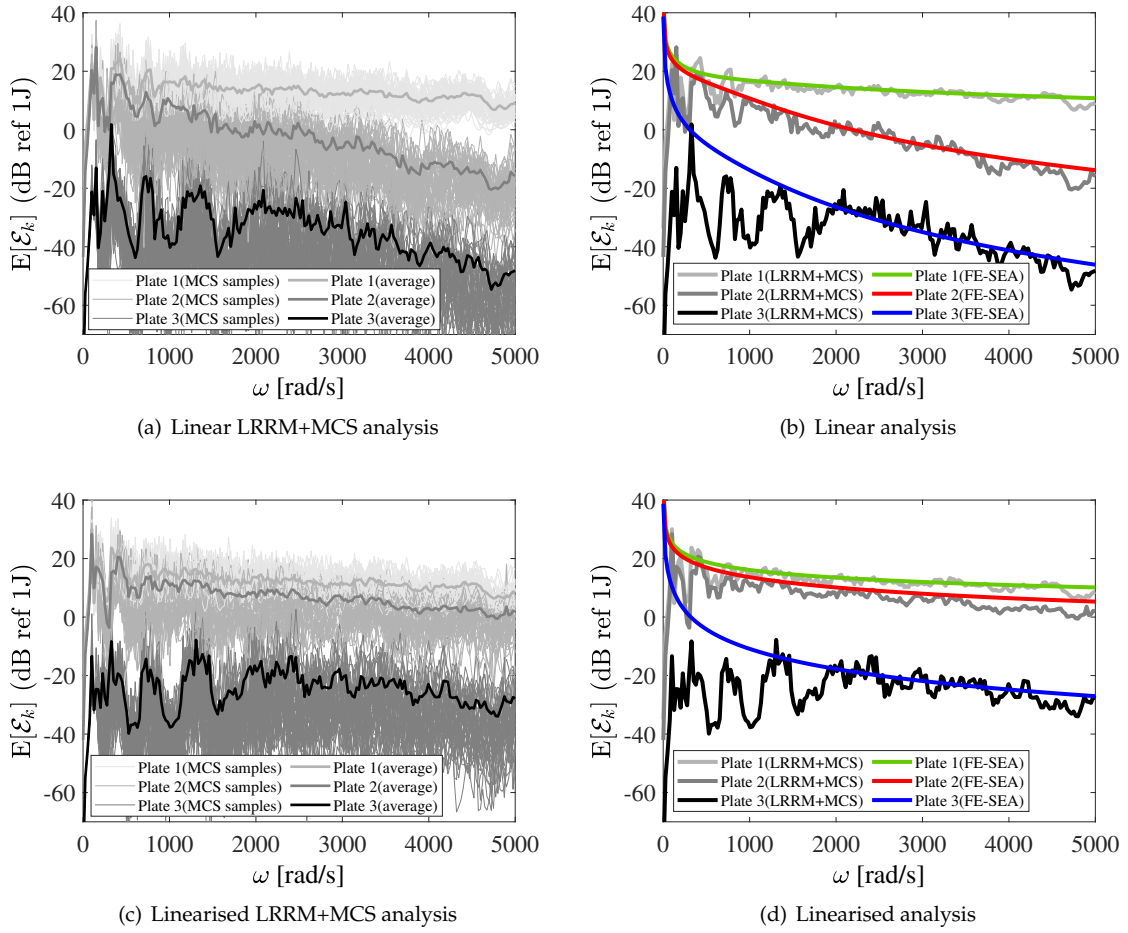 40
20
0
-20
-40
-60
E[ℰₖ] (dB ref 1J)
Plate 1(MCS samples) Plate 1(average)
Plate 2(MCS samples) Plate 2(average)
Plate 3(MCS samples) Plate 3(average)
0 1000 2000 3000 4000 5000
ω [rad/s]
(a) Linear LRRM+MCS analysis
40
20
0
-20
-40
-60
E[ℰₖ] (dB ref 1J)
Plate 1(LRRM+MCS) Plate 1(FE-SEA)
Plate 2(LRRM+MCS) Plate 2(FE-SEA)
Plate 3(LRRM+MCS) Plate 3(FE-SEA)
0 1000 2000 3000 4000 5000
ω [rad/s]
(b) Linear analysis
40
20
0
-20
-40
-60
E[ℰₖ] (dB ref 1J)
Plate 1(MCS samples) Plate 1(average)
Plate 2(MCS samples) Plate 2(average)
Plate 3(MCS samples) Plate 3(average)
0 1000 2000 3000 4000 5000
ω [rad/s]
(c) Linearised LRRM+MCS analysis
40
20
0
-20
-40
-60
E[ℰₖ] (dB ref 1J)
Plate 1(LRRM+MCS) Plate 1(FE-SEA)
Plate 2(LRRM+MCS) Plate 2(FE-SEA)
Plate 3(LRRM+MCS) Plate 3(FE-SEA)
0 1000 2000 3000 4000 5000
ω [rad/s]
(d) Linearised analysis